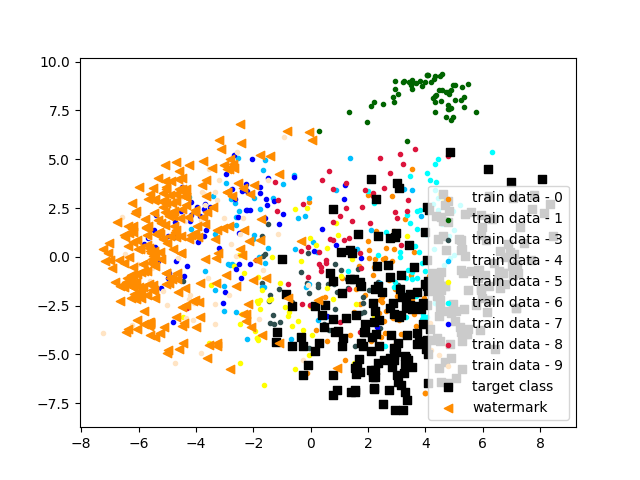 10.0
7.5
5.0
2.5
0.0
−2.5
−5.0
−7.5
−8 −6 −4 −2 0 2 4 6 8
train data - 0
train data - 1
train data - 3
train data - 4
train data - 5
train data - 6
train data - 7
train data - 8
train data - 9
target class
watermark